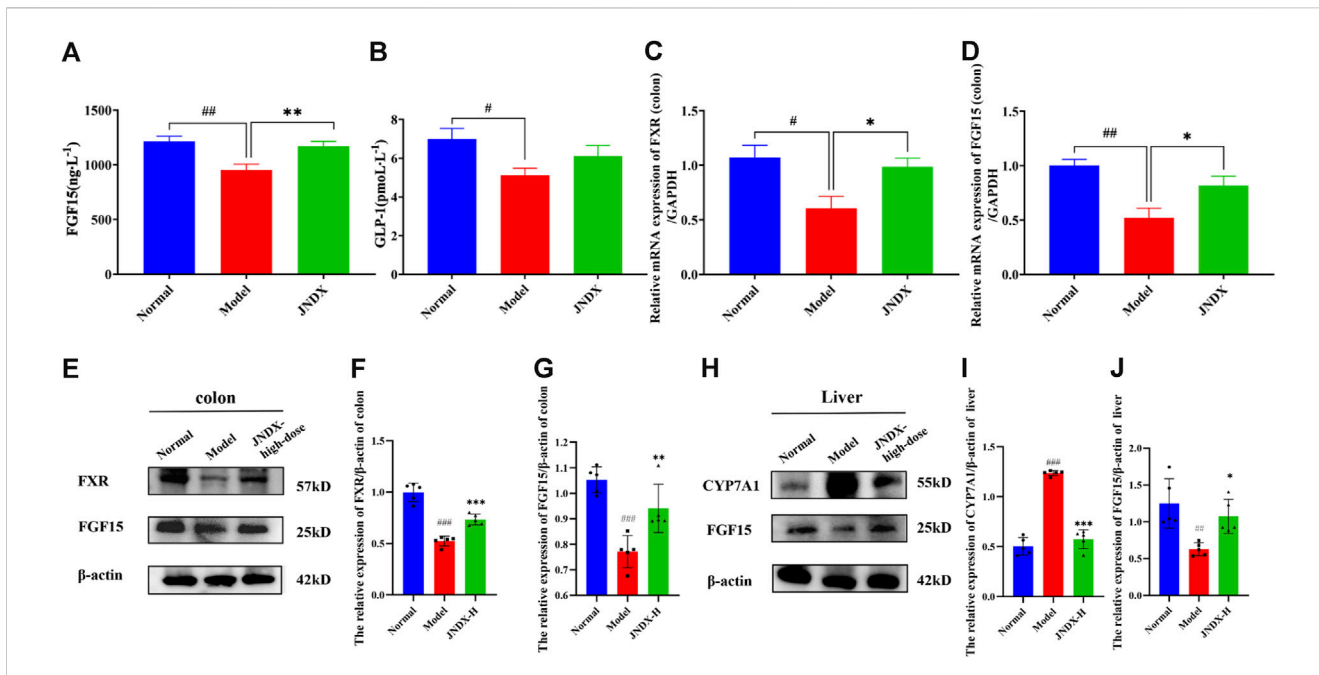 A
FGF15(ng·L-1)
1500
1000
500
0
##
**
Normal
Model
JNDX
B
GLP-1(pmoL·L-1)
8
6
4
2
0
#
Normal
Model
JNDX
C
Relative mRNA expression of FXR (colon)
/GAPDH
1.5
1.0
0.5
0.0
#
*
Normal
Model
JNDX
D
Relative mRNA expression of FGF15 (colon)
/GAPDH
1.5
1.0
0.5
0.0
##
*
Normal
Model
JNDX
E
colon
Normal
Model
JNDX-
high-dose
FXR
57kD
FGF15
25kD
β-actin
42kD
F
The relative expression of FXR/β-actin of colon
1.5
1.0
0.5
0.0
###
***
Normal
Model
JNDX-H
G
The relative expression of FGF15/β-actin of colon
1.2
1.1
1.0
0.9
0.8
0.7
0.6
###
**
Normal
Model
JNDX-H
H
Liver
Normal
Model
JNDX-
high-dose
CYP7A1
55kD
FGF15
25kD
β-actin
42kD
I
The relative expression of CYP7A1/β-actin of liver
1.5
1.0
0.5
0.0
###
***
Normal
Model
JNDX-H
J
The relative expression of FGF15/β-actin of liver
2.0
1.5
1.0
0.5
0.0
##
*
Normal
Model
JNDX-H